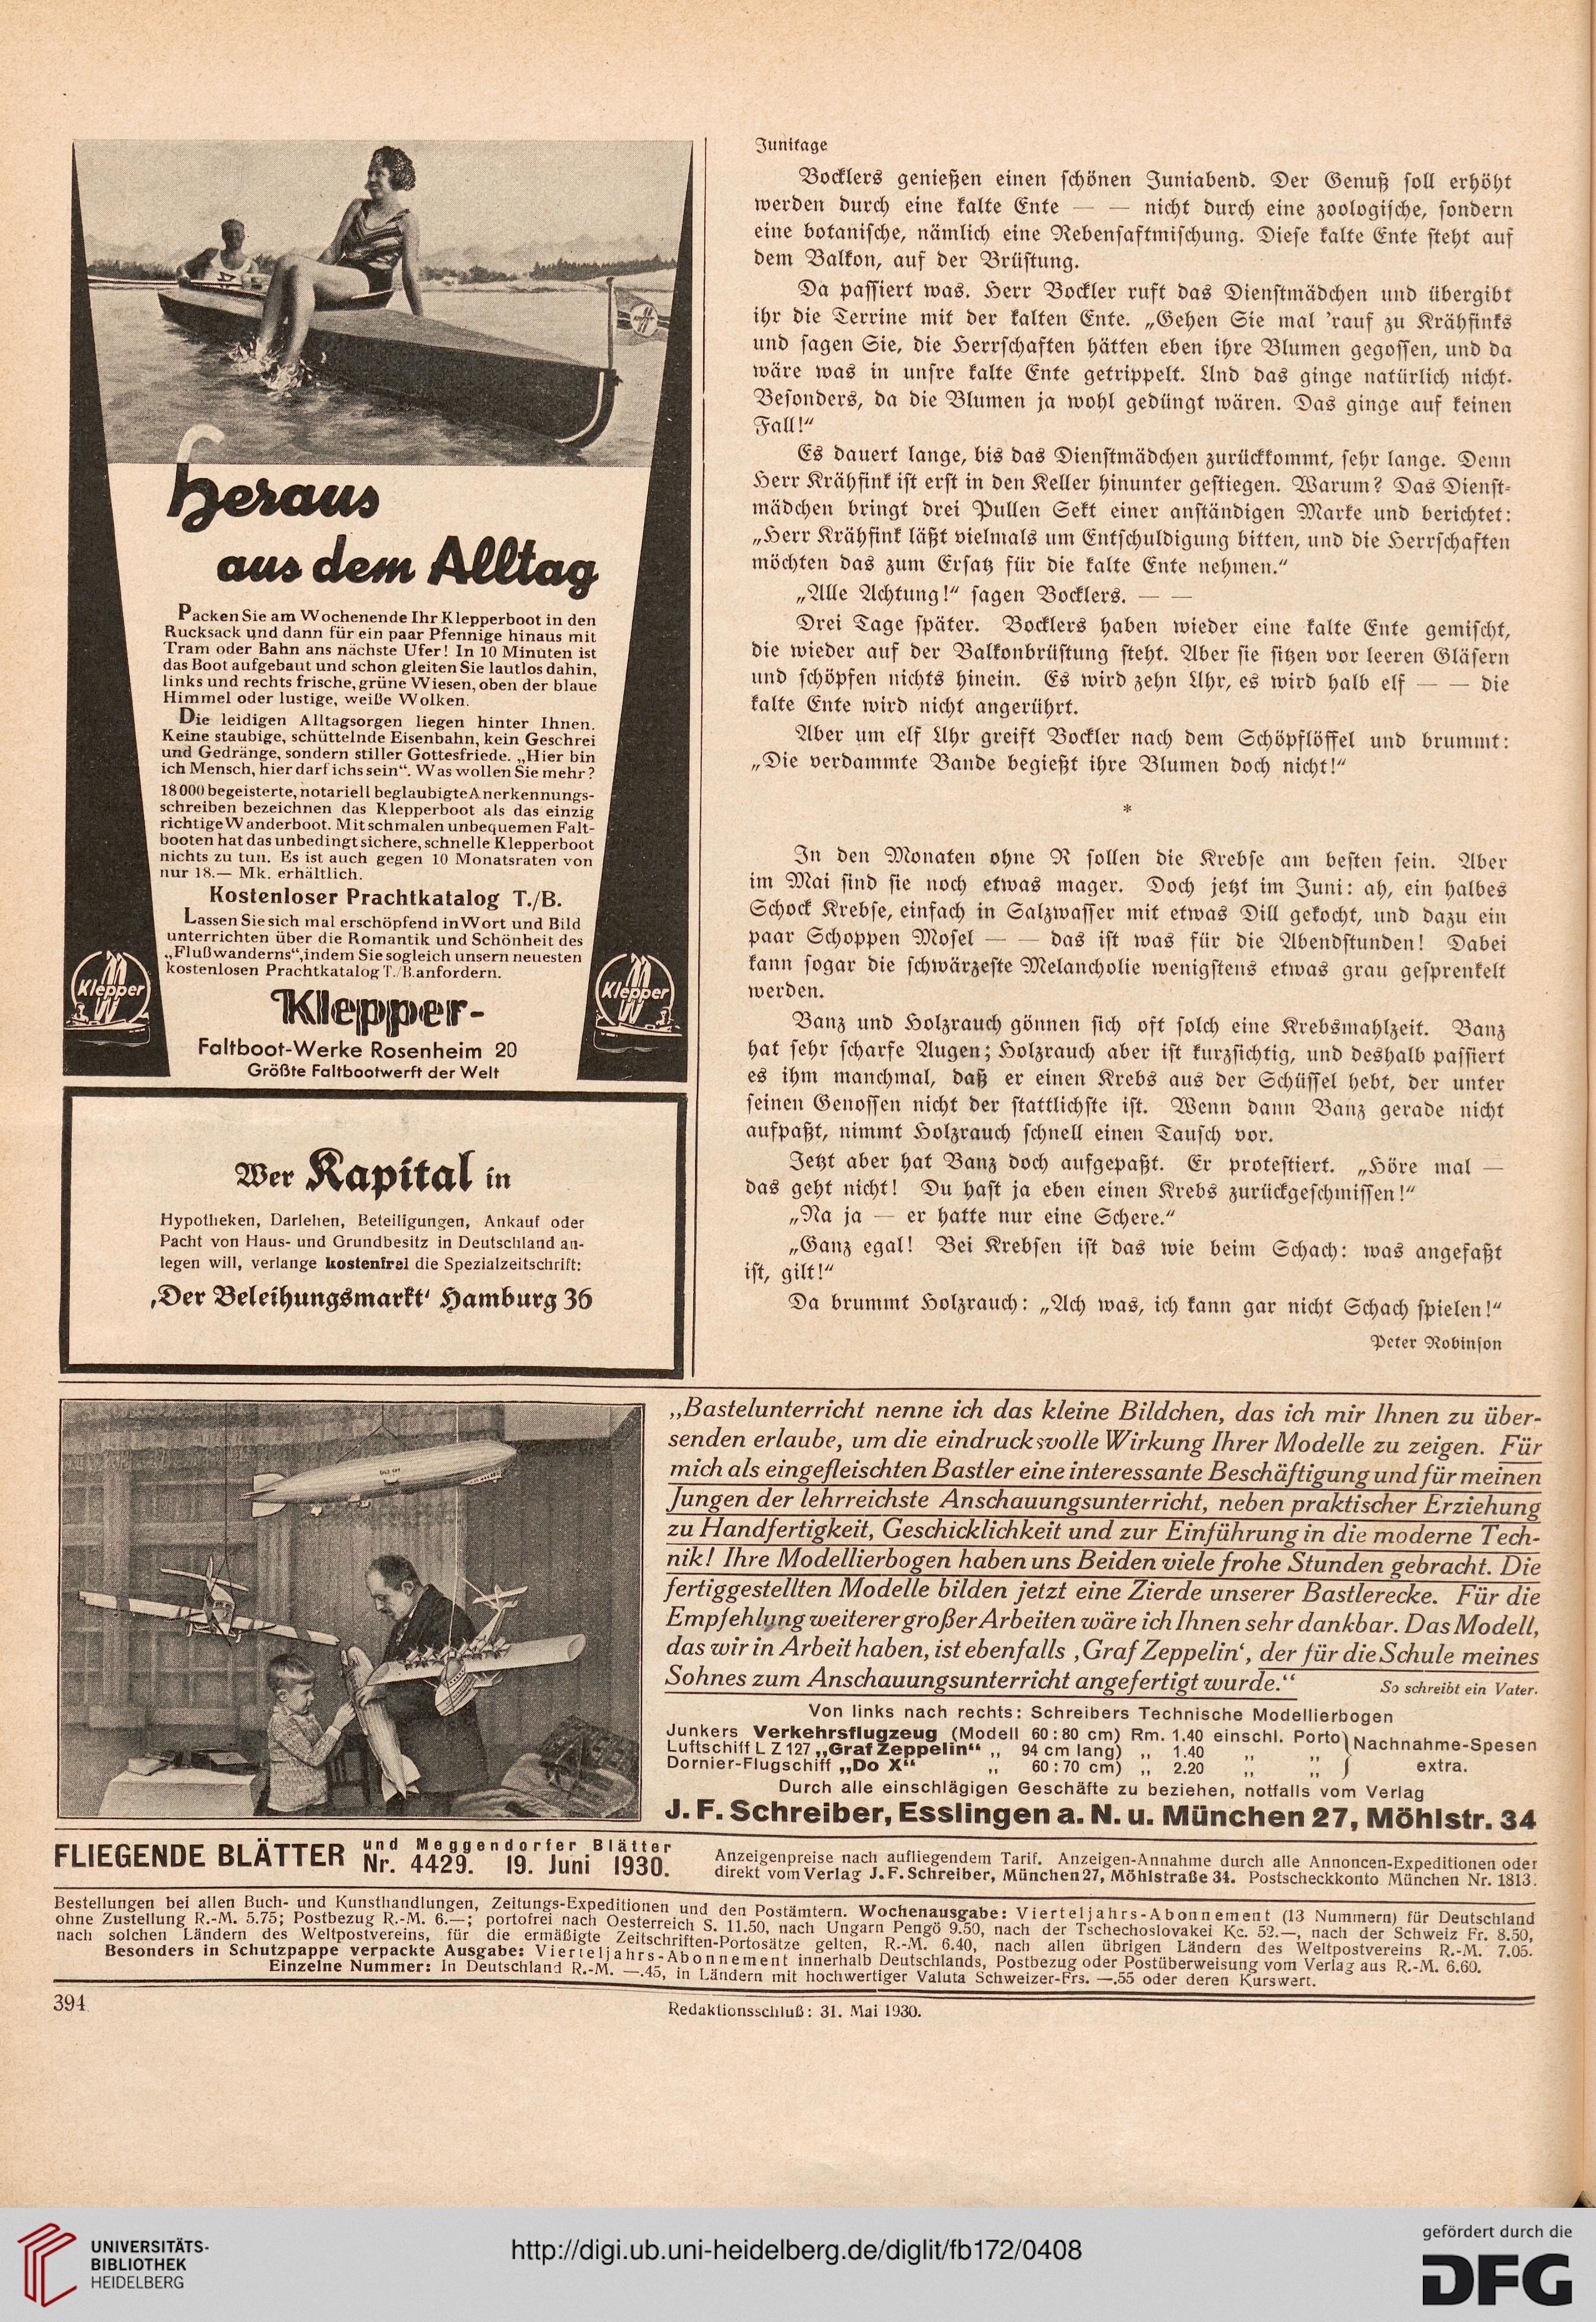 Heraus
aus dem Alltag
Packen Sie am Wochenende Ihr Klepperboot in den
Rucksack und dann für ein paar Pfennige hinaus mit
Tram oder Bahn ans nächste Ufer! In 10 Minuten ist
das Boot aufgebaut und schon gleiten Sie lautlos dahin,
links und rechts frische, grüne Wiesen, oben der blaue
Himmel oder lustige, weiße Wolken.
Die leidigen Alltagsorgen liegen hinter Ihnen.
Keine staubige, schüttelnde Eisenbahn, kein Geschrei
und Gedränge, sondern stiller Gottesfriede. „Hier bin
ich Mensch, hier darf ichs sein“. Was wollen Sie mehr?
18000 begeisterte, notariell beglaubigte Anerkennungs-
schreiben bezeichnen das Klepperboot als das einzig
richtige Wanderboot. Mit schmalen unbequemen Falt-
booten hat das unbedingt sichere, schnelle Klepperboot
nichts zu tun. Es ist auch gegen 10 Monatsraten von
nur 18.— Mk. erhältlich.
Kostenloser Prachtkatalog T./B.
Lassen Sie sich mal erschöpfend in Wort und Bild
unterrichten über die Romantik und Schönheit des
„Flußwanderns“, indem Sie sogleich unsern neuesten
kostenlosen Prachtkatalog T./B. anfordern.
Klepper
Klepper
Klepper-
Faltboot-Werke Rosenheim 20
Größte Faltbootwerft der Welt
Wer Kapital in
Hypotheken, Darlehen, Beteiligungen, Ankauf oder
Pacht von Haus- und Grundbesitz in Deutschland an-
legen will, verlange kostenfrei die Spezialzeitschrift:
‚Der Beleihungsmarkt‘ Hamburg 36
Junitage
Bocklers genießen einen schönen Juniabend. Der Genuß soll erhöht
werden durch eine kalte Ente — — nicht durch eine zoologische, sondern
eine botanische, nämlich eine Rebensaftmischung. Diese kalte Ente steht auf
dem Balkon, auf der Brüstung.
Da passiert was. Herr Bockler ruft das Dienstmädchen und übergibt
ihr die Terrine mit der kalten Ente. „Gehen Sie mal ’rauf zu Krähfinks
und sagen Sie, die Herrschaften hätten eben ihre Blumen gegossen, und da
wäre was in unsre kalte Ente getrippelt. Und das ginge natürlich nicht.
Besonders, da die Blumen ja wohl gedüngt wären. Das ginge auf keinen
Fall!“
Es dauert lange, bis das Dienstmädchen zurückkommt, sehr lange. Denn
Herr Krähfink ist erst in den Keller hinunter gestiegen. Warum? Das Dienst-
mädchen bringt drei Pullen Sekt einer anständigen Marke und berichtet:
„Herr Krähfink läßt vielmals um Entschuldigung bitten, und die Herrschaften
möchten das zum Ersatz für die kalte Ente nehmen.“
„Alle Achtung!“ sagen Bocklers. — —
Drei Tage später. Bocklers haben wieder eine kalte Ente gemischt,
die wieder auf der Balkonbrüstung steht. Aber sie sitzen vor leeren Gläsern
und schöpfen nichts hinein. Es wird zehn Uhr, es wird halb elf — — die
kalte Ente wird nicht angerührt.
Aber um elf Uhr greift Bockler nach dem Schöpflöffel und brummt:
„Die verdammte Bande begießt ihre Blumen doch nicht!“
*
In den Monaten ohne R sollen die Krebse am besten sein. Aber
im Mai sind sie noch etwas mager. Doch jetzt im Juni: ah, ein halbes
Schock Krebse, einfach in Salzwasser mit etwas Dill gekocht, und dazu ein
paar Schoppen Mosel — — das ist was für die Abendstunden! Dabei
kann sogar die schwärzeste Melancholie wenigstens etwas grau gesprenkelt
werden.
Banz und Holzrauch gönnen sich oft solch eine Krebsmahlzeit. Banz
hat sehr scharfe Augen; Holzrauch aber ist kurzsichtig, und deshalb passiert
es ihm manchmal, daß er einen Krebs aus der Schüssel hebt, der unter
seinen Genossen nicht der stattlichste ist. Wenn dann Banz gerade nicht
aufpaßt, nimmt Holzrauch schnell einen Tausch vor.
Jetzt aber hat Banz doch aufgepaßt. Er protestiert. „Höre mal —
das geht nicht! Du hast ja eben einen Krebs zurückgeschmissen!“
„Na ja — er hatte nur eine Schere.“
„Ganz egal! Bei Krebsen ist das wie beim Schach: was angefaßt
ist, gilt!“
Da brummt Holzrauch: „Ach was, ich kann gar nicht Schach spielen!“
Peter Robinson
„Bastelunterricht nenne ich das kleine Bildchen, das ich mir Ihnen zu über-
senden erlaube, um die eindrucksvolle Wirkung Ihrer Modelle zu zeigen. Für
mich als eingefleischten Bastler eine interessante Beschäftigung und für meinen
Jungen der lehrreichste Anschauungsunterricht, neben praktischer Erziehung
zu Handfertigkeit, Geschicklichkeit und zur Einführung in die moderne Tech-
nik! Ihre Modellierbogen haben uns Beiden viele frohe Stunden gebracht. Die
fertiggestellten Modelle bilden jetzt eine Zierde unserer Bastlerecke. Für die
Empfehlung weiterer großer Arbeiten wäre ich Ihnen sehr dankbar. Das Modell,
das wir in Arbeit haben, ist ebenfalls ‚Graf Zeppelin‘, der für die Schule meines
Sohnes zum Anschauungsunterricht angefertigt wurde.“ So schreibt ein Vater.
Von links nach rechts: Schreibers Technische Modellierbogen
Junkers Verkehrsflugzeug (Modell 60:80 cm) Rm. 1.40 einschl. Porto
Luftschiff L Z 127 „Graf Zeppelin“ „ 94 cm lang) „ 1.40 „ „ Nachnahme-Spesen
Dornier-Flugschiff „Do X“ „ 60:70 cm) „ 2.20 „ „ extra.
Durch alle einschlägigen Geschäfte zu beziehen, notfalls vom Verlag
J. F. Schreiber, Esslingen a. N. u. München 27, Möhlstr. 34
FLIEGENDE BLÄTTER und Meggendorfer Blätter
Nr. 4429. 19. Juni 1930.
Anzeigenpreise nach aufliegendem Tarif. Anzeigen-Annahme durch alle Annoncen-Expeditionen oder
direkt vom Verlag J. F. Schreiber, München 27, Möhlstraße 34. Postscheckkonto München Nr. 1813.
Bestellungen bei allen Buch- und Kunsthandlungen, Zeitungs-Expeditionen und den Postämtern. Wochenausgabe: Vierteljahrs-Abonnement (13 Nummern) für Deutschland
ohne Zustellung R.-M. 5.75; Postbezug R.-M. 6.—; portofrei nach Oesterreich S. 11.50, nach Ungarn Pengö 9.50, nach der Tschechoslovakei Kc. 52.—, nach der Schweiz Fr. 8.50,
nach solchen Ländern des Weltpostvereins, für die ermäßigte Zeitschriften-Portosätze gelten, R.-M. 6.40, nach allen übrigen Ländern des Weltpostvereins R.-M. 7.05.
Besonders in Schutzpappe verpackte Ausgabe: Vierteljahrs-Abonnement innerhalb Deutschlands, Postbezug oder Postüberweisung vom Verlag aus R.-M. 6.60.
Einzelne Nummer: In Deutschland R.-M. —.45, in Ländern mit hochwertiger Valuta Schweizer-Frs. —.55 oder deren Kurswert.
394
Redaktionsschluß: 31. Mai 1930.
UNIVERSITÄTS-
BIBLIOTHEK
HEIDELBERG
http://digi.ub.uni-heidelberg.de/diglit/fb172/0408
gefördert durch die
DFG